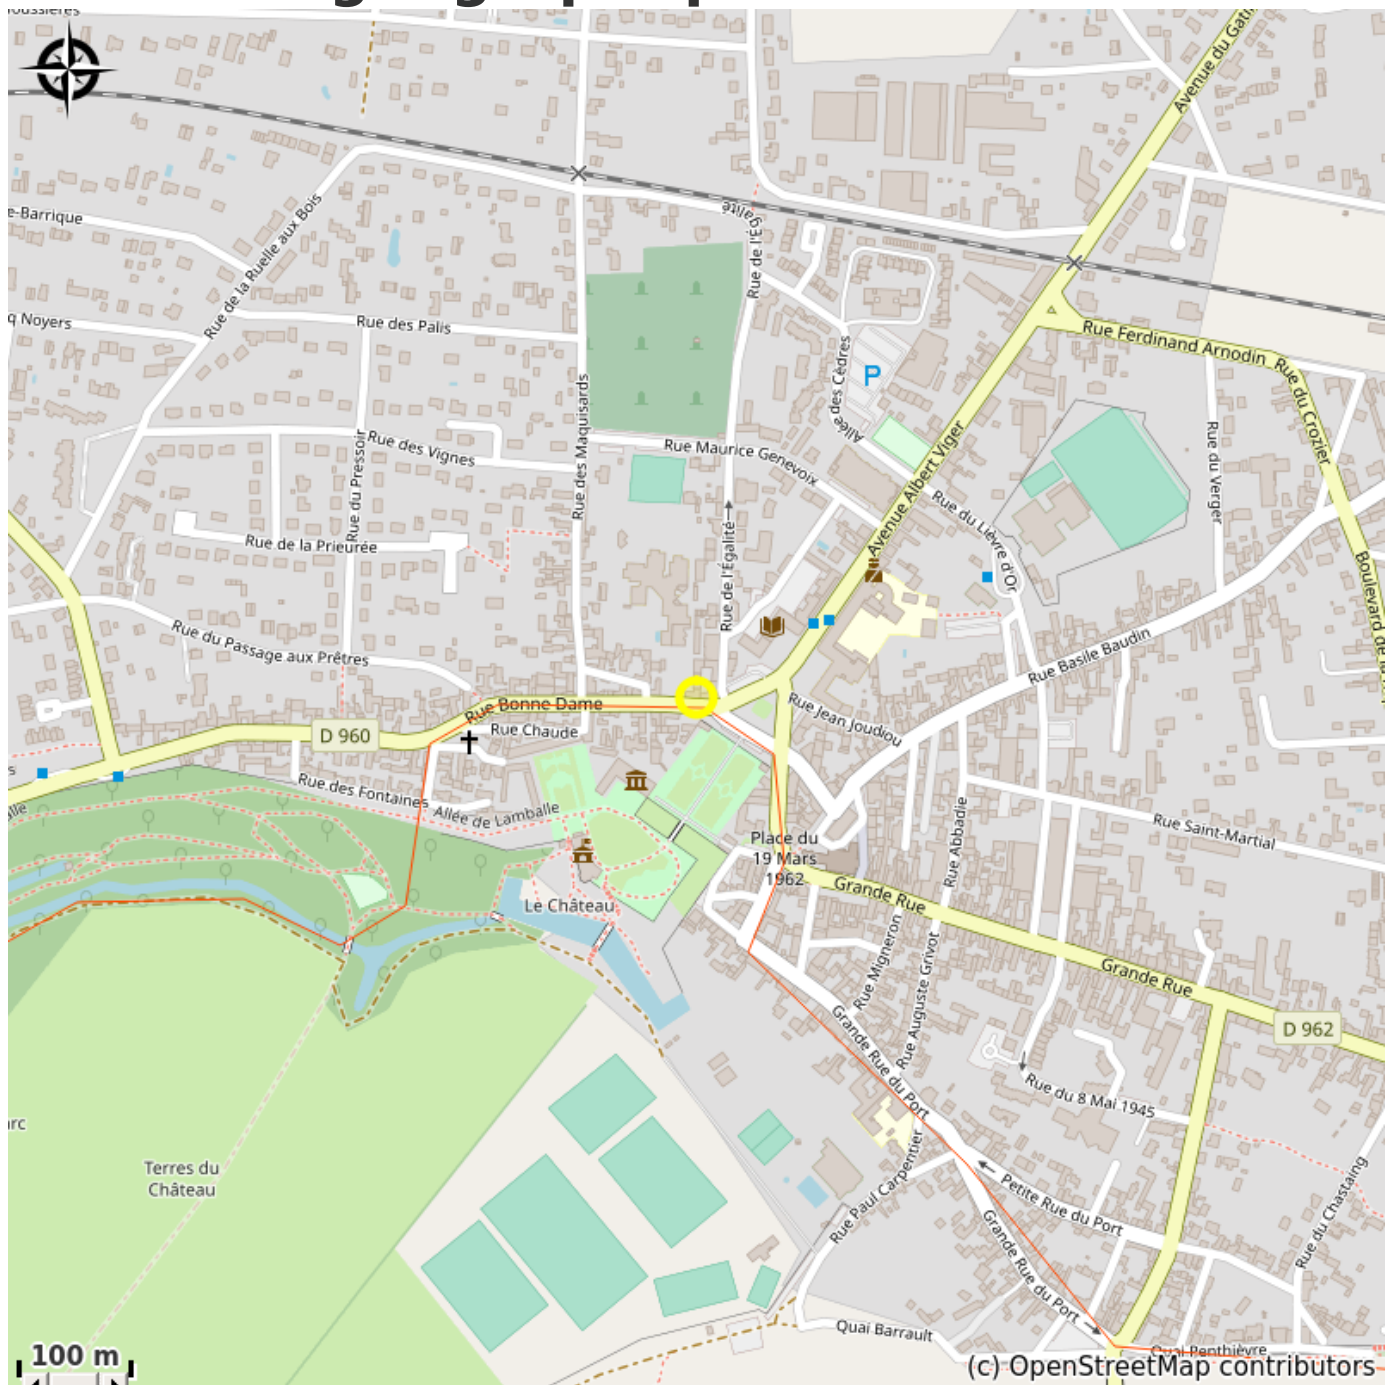 Avenue du Gatin
e-Barrique
Rue de la Ruelle aux Bois
Rue de l'Égalité
q Noyers
Rue des Palis
Rue Ferdinand Arnodin
Rue du Crozier
P
Allée des Cèdres
Rue des Maquisards
Rue des Vignes
Rue du Pressoir
Rue Maurice Genevoix
Avenue Albert Viger
Rue du Verger
Rue du Lièvre d'Or
Rue de la Prieurée
Rue de l'Égalité
Boulevard de
Rue du Passage aux Prêtres
Rue Basile Baudin
Rue Bonne Dame
Rue Jean Joudiou
D 960
Rue Chaude
Rue des Fontaines
Allée de Lamballe
alle
Place du
19 Mars
1962
Rue Abbadie
Rue Saint-Martial
Le Château
Grande Rue
Rue Migneron
Rue Auguste Grivot
Grande Rue
D 962
Grande Rue du Port
Rue du 8 Mai 1945
arc
Terres du
Château
Rue Paul Carpentier
Petite Rue du Port
Rue du Chastaing
Grande Rue du Port
Quai Barrault
Quai Penthièvre
100 m
(c) OpenStreetMap contributors